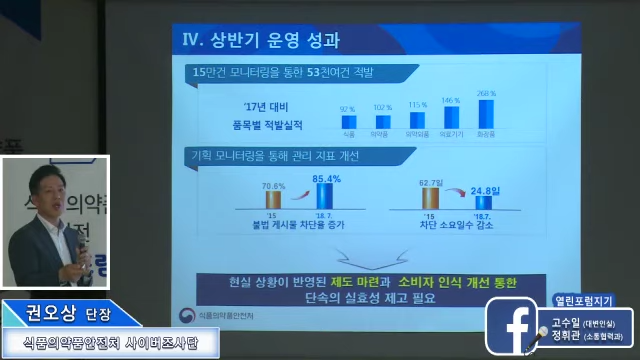 Ⅳ. 상반기 운영 성과
15만건 모니터링을 통한 53천여건 적발
'17년 대비
품목별 적발실적
92% 102% 115% 146% 268%
식품 의약품 의약외품 의료기기 화장품
기획 모니터링을 통해 관리 지표 개선
70.6% 85.4%
'15 '18.7.
불법 게시물 차단율 증가
62.7일 24.8일
'15 '18.7.
차단 소요일수 감소
현실 상황이 반영된 제도 마련과 소비자 인식 개선 통한
단속의 실효성 제고 필요
식품의약품안전처
식 의약
권오상 단장
식품의약품안전처 사이버조사단
열린포럼지기
f
고수일 (대변인실)
정휘관 (소통협력과)